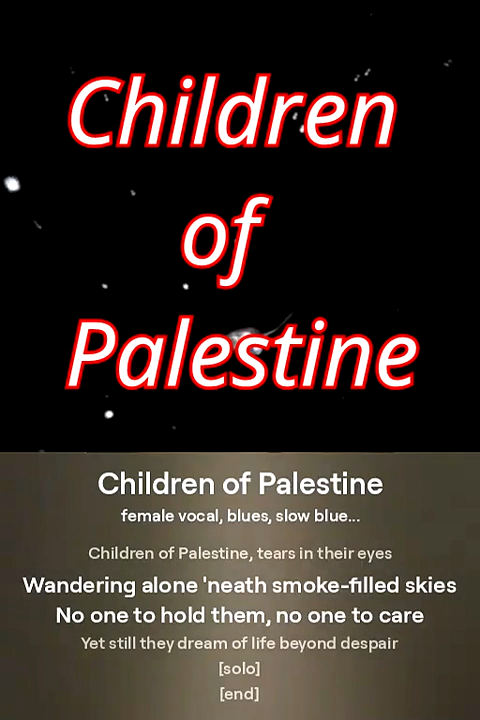 Children
of
Palestine
Children of Palestine
female vocal, blues, slow blue...
Children of Palestine, tears in their eyes
Wandering alone 'neath smoke-filled skies
No one to hold them, no one to care
Yet still they dream of life beyond despair
[solo]
[end]